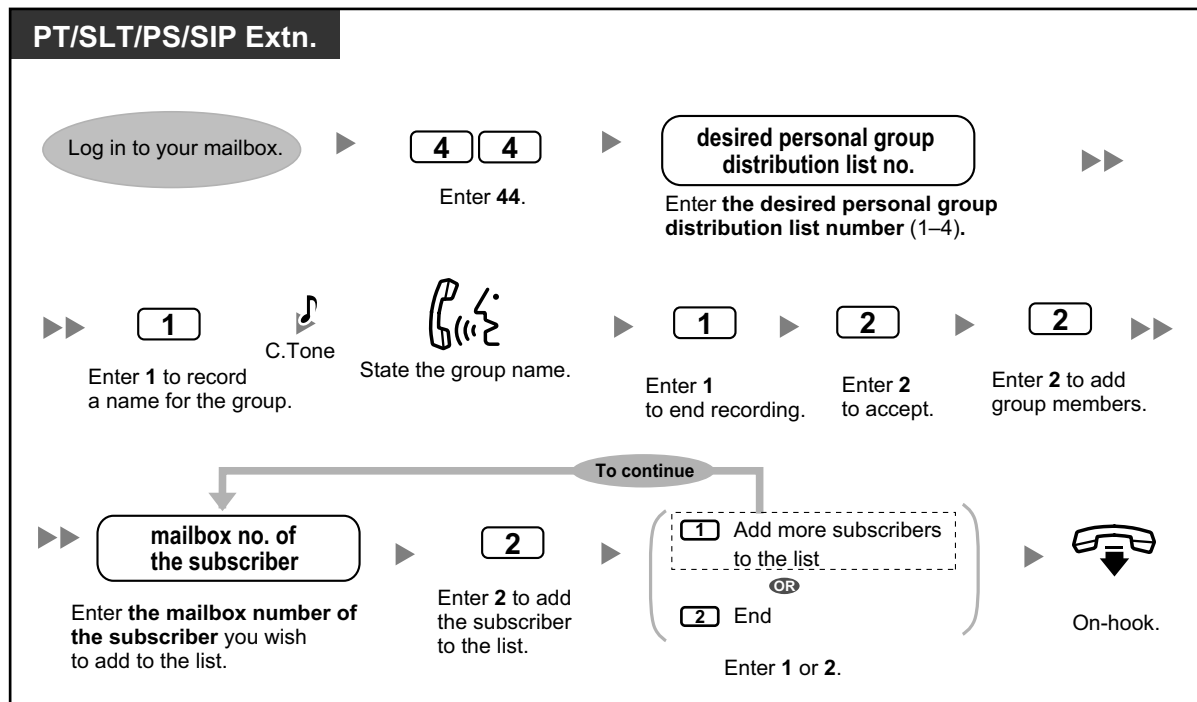 PT/SLT/PS/SIP Extn.
Log in to your mailbox.
4 4
Enter 44.
desired personal group
distribution list no.
Enter the desired personal group
distribution list number (1–4).
1
Enter 1 to record
a name for the group.
C.Tone
State the group name.
1
Enter 1
to end recording.
2
Enter 2
to accept.
2
Enter 2 to add
group members.
To continue
mailbox no. of
the subscriber
Enter the mailbox number of
the subscriber you wish
to add to the list.
2
Enter 2 to add
the subscriber
to the list.
1 Add more subscribers
to the list
OR
2 End
Enter 1 or 2.
On-hook.